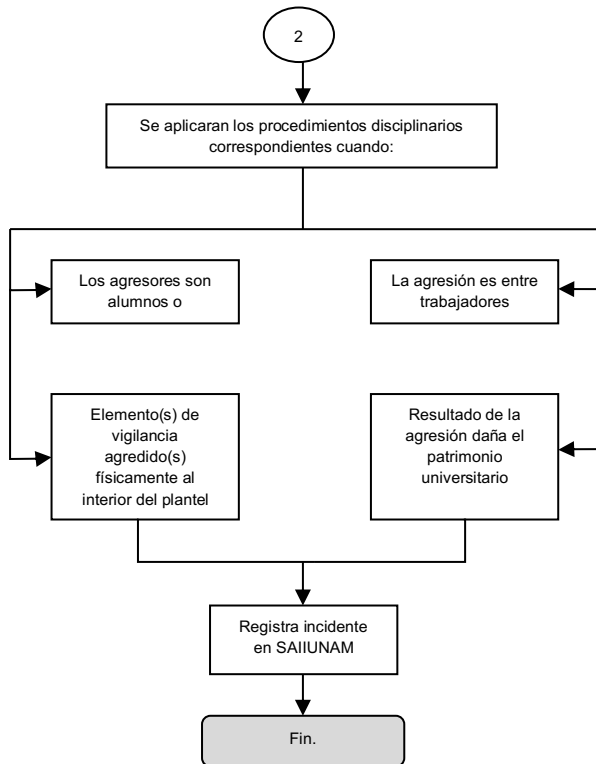 2
Se aplicaran los procedimientos disciplinarios
correspondientes cuando:
Los agresores son
alumnos o
La agresión es entre
trabajadores
Elemento(s) de
vigilancia
agredido(s)
físicamente al
interior del plantel
Resultado de la
agresión daña el
patrimonio
universitario
Registra incidente
en SAIIUNAM
Fin.